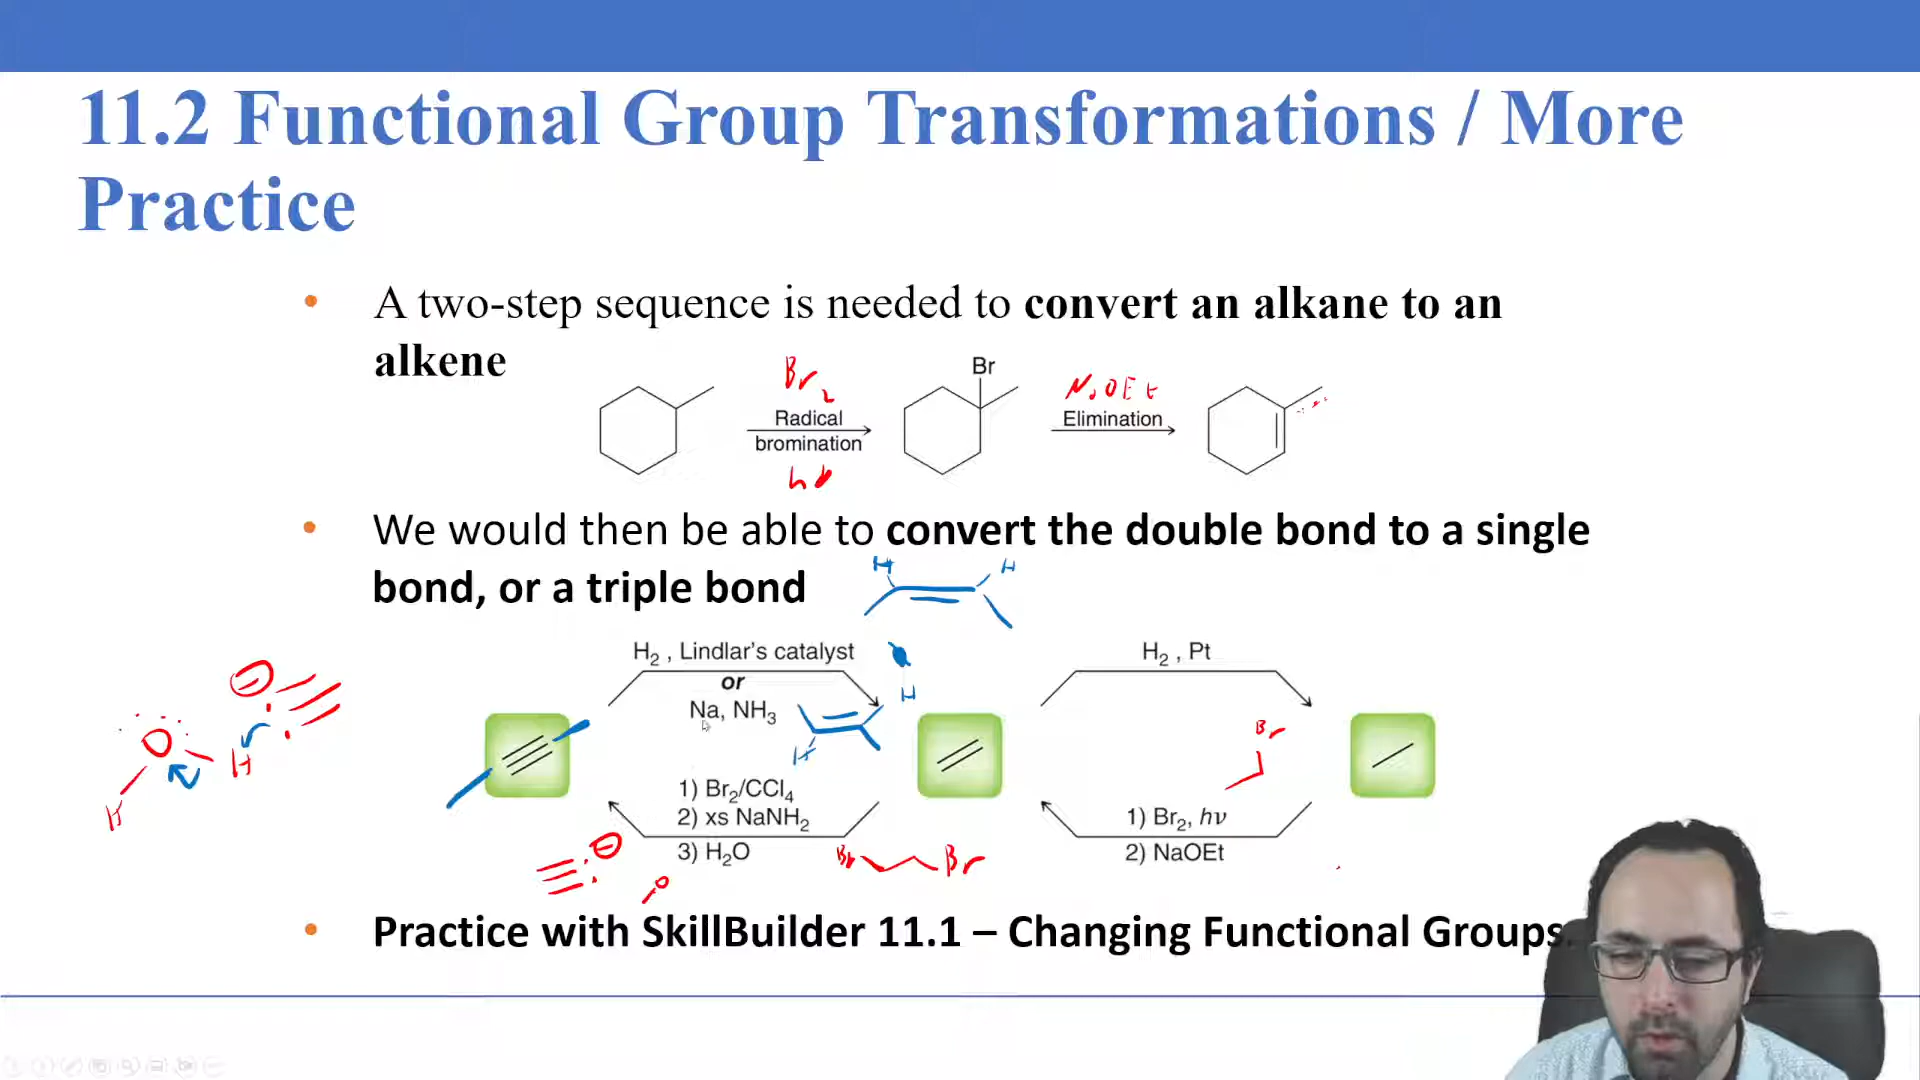 11.2 Functional Group Transformations / More
Practice
• A two-step sequence is needed to convert an alkane to an
alkene
Br₂
Radical
bromination
hν
Br
NaOEt
Elimination
• We would then be able to convert the double bond to a single
bond, or a triple bond
H H
H₂ , Lindlar's catalyst
or
Na, NH₃
H
H
H₂ , Pt
Br
O
H
H
1) Br₂/CCl₄
2) xs NaNH₂
3) H₂O
Br Br
1) Br₂, hν
2) NaOEt
• Practice with SkillBuilder 11.1 – Changing Functional Groups.